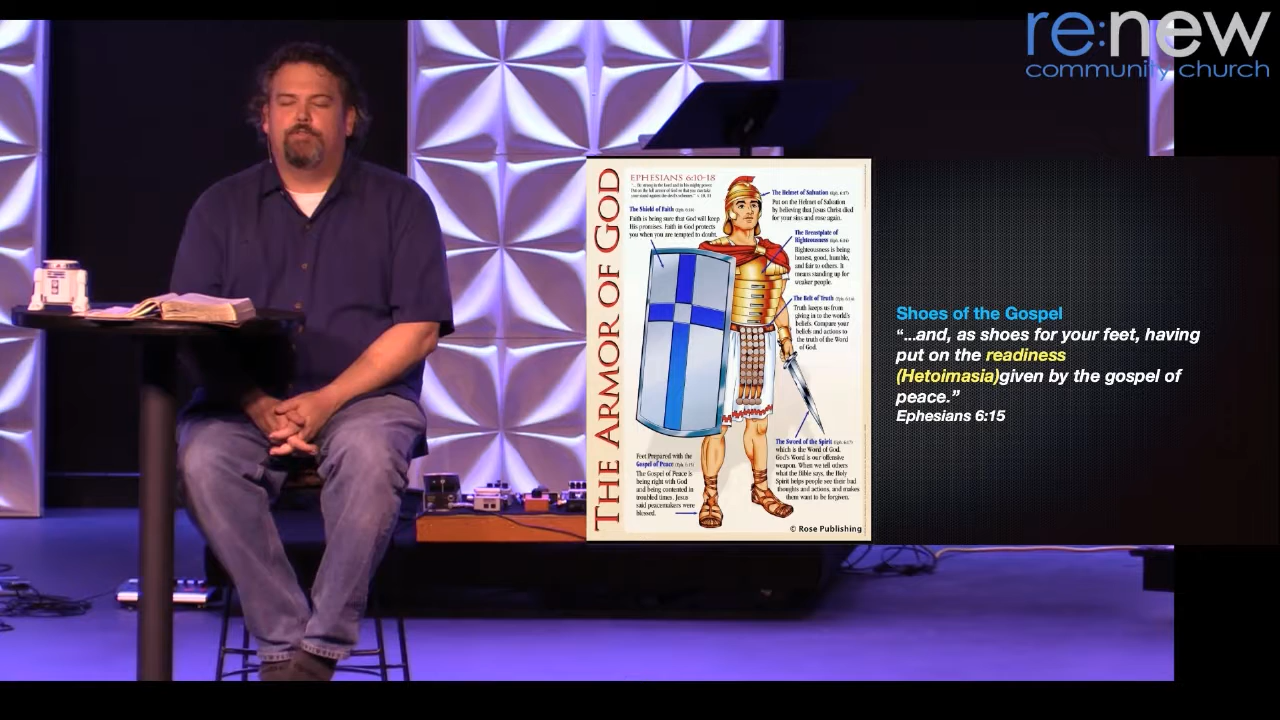 re:new
community church
THE ARMOR OF GOD
EPHESIANS 6:10-18
The Shield of Faith
Faith is being sure that God will keep
His promises. Faith in God protects
you when you are tempted to doubt.
The Helmet of Salvation
Put on the Helmet of Salvation
by believing that Jesus Christ died
for your sins and rose again.
The Breastplate of
Righteousness
Righteousness is being
honest, good, humble,
and fair to others. It
means standing up for
weaker people.
The Belt of Truth
Truth keeps us from
giving in to the world's
beliefs. Compare your
beliefs and actions to
the truth of the Word
of God.
Feet Prepared with the
Gospel of Peace
The Gospel of Peace is
being right with God
and being contented in
troubled times. Jesus
said peacemakers were
blessed.
The Sword of the Spirit
which is the Word of God.
God's Word is our offensive
weapon. When we tell others
what the Bible says, the Holy
Spirit helps people see their bad
thoughts and actions, and makes
them want to be forgiven.
© Rose Publishing
Shoes of the Gospel
“...and, as shoes for your feet, having
put on the readiness
(Hetoimasia)given by the gospel of
peace.”
Ephesians 6:15